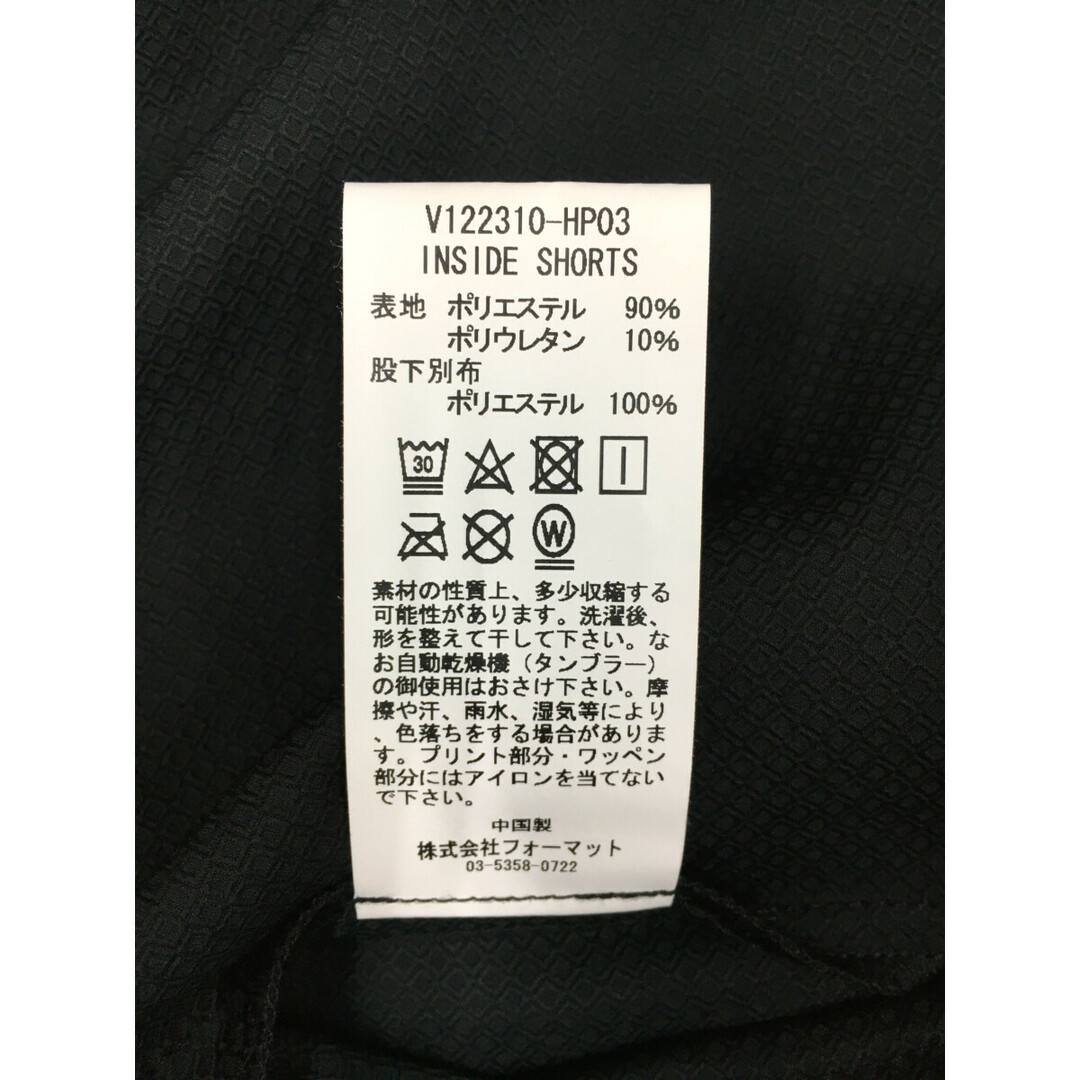 V122310-HP03
INSIDE SHORTS
表地 ポリエステル 90%
ポリウレタン 10%
股下別布
ポリエステル 100%
30
W
素材の性質上、多少収縮する
可能性があります。洗濯後、
形を整えて干して下さい。な
お自動乾燥機(タンブラー)
の御使用はおさけ下さい。摩
擦や汗、雨水、湿気等により
、色落ちをする場合がありま
す。プリント部分・ワッペン
部分にはアイロンを当てない
で下さい。
中国製
株式会社フォーマット
03-5358-0722